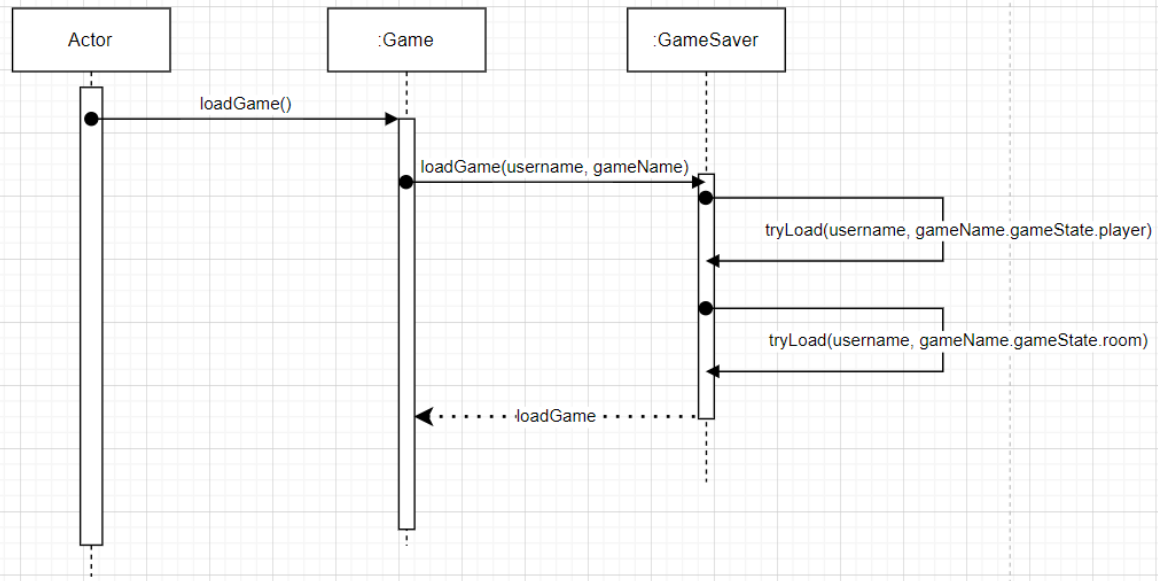 Actor
:Game
:GameSaver
loadGame()
loadGame(username, gameName)
tryLoad(username, gameName.gameState.player)
tryLoad(username, gameName.gameState.room)
loadGame